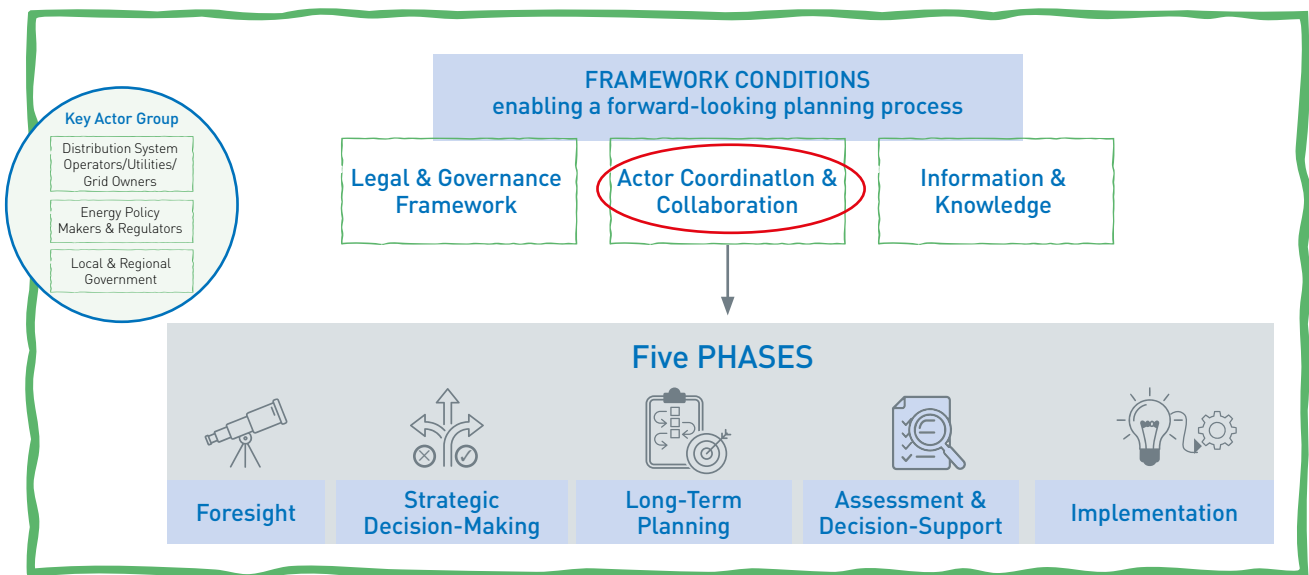 FRAMEWORK CONDITIONS
enabling a forward-looking planning process
Key Actor Group
Distribution System
Operators/Utilities/
Grid Owners
Energy Policy
Makers & Regulators
Local & Regional
Government
Legal & Governance
Framework
Actor Coordinatlon &
Collaboration
Information &
Knowledge
Five PHASES
Foresight
Strategic
Decision-Making
Long-Term
Planning
Assessment &
Decision-Support
Implementation